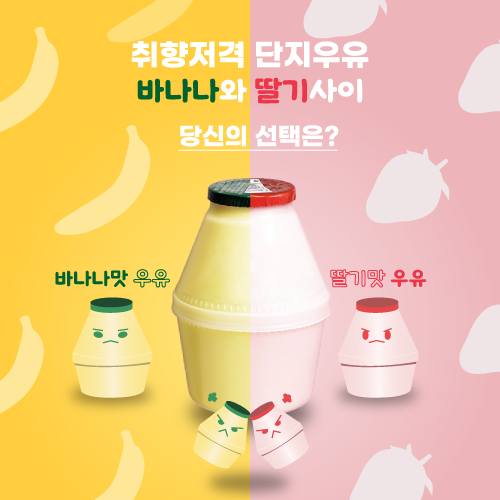 취향저격 단지우유
바나나와 딸기사이
당신의 선택은?
바나나맛 우유
딸기맛 우유